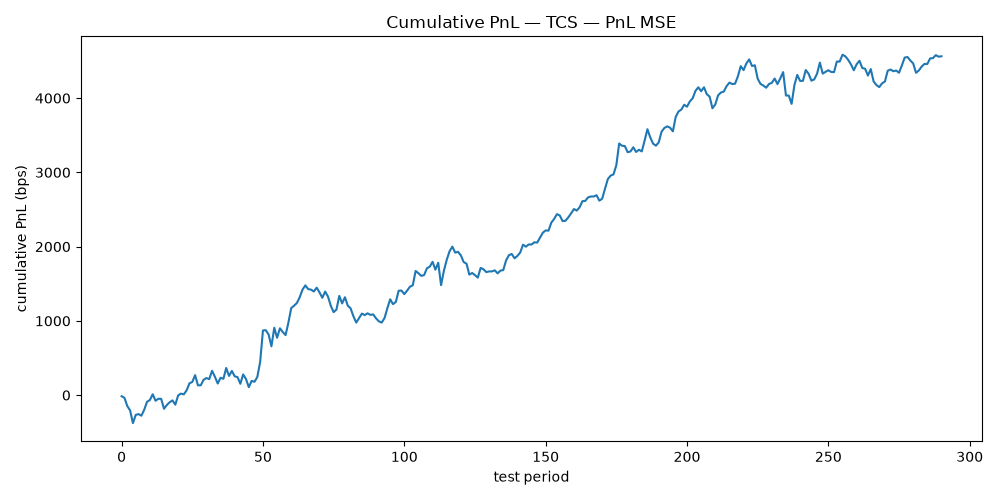 Cumulative PnL — TCS — PnL MSE
cumulative PnL (bps)
4000
3000
2000
1000
0
0 50 100 150 200 250 300
test period